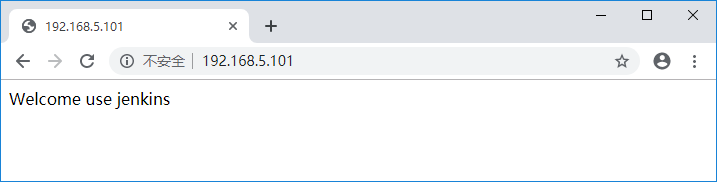 192.168.5.101
不安全 192.168.5.101
Welcome use jenkins